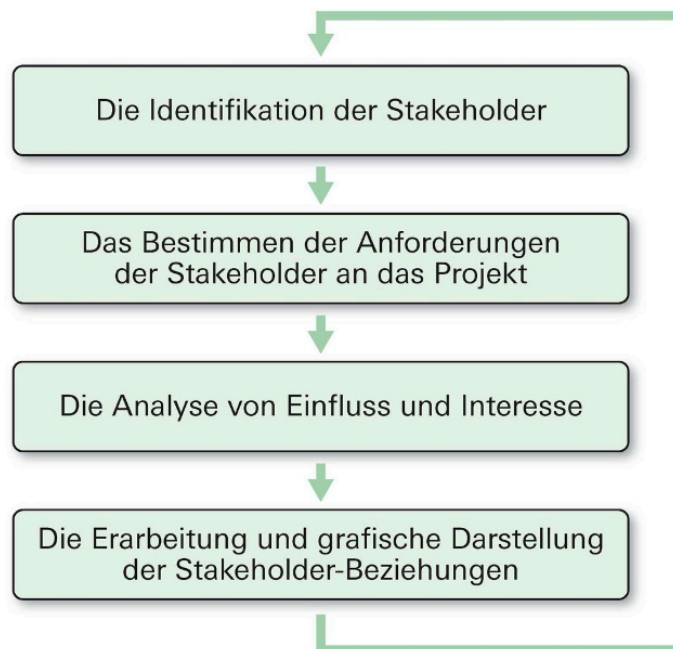 Die Identifikation der Stakeholder
Das Bestimmen der Anforderungen
der Stakeholder an das Projekt
Die Analyse von Einfluss und Interesse
Die Erarbeitung und grafische Darstellung
der Stakeholder-Beziehungen